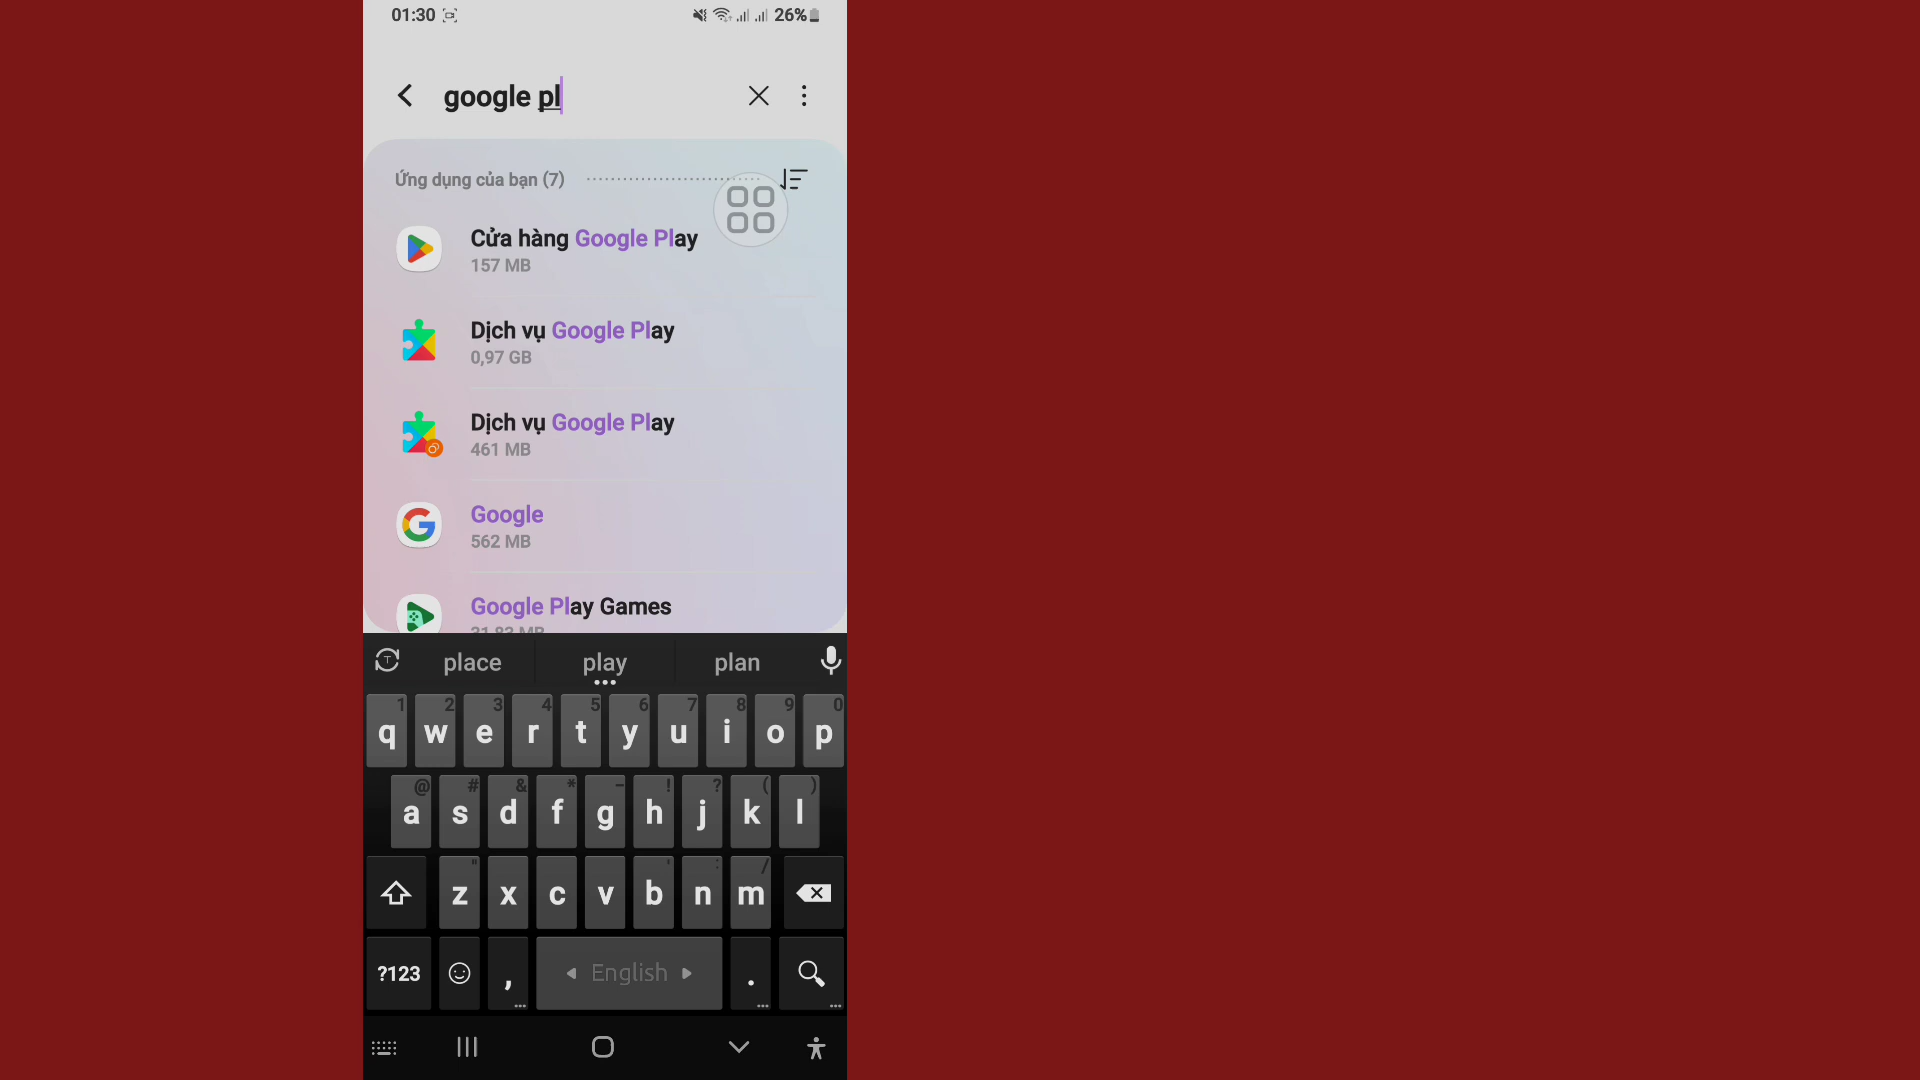 01:30
26%
google pl
Ứng dụng của bạn (7)
Cửa hàng Google Play
157 MB
Dịch vụ Google Play
0,97 GB
Dịch vụ Google Play
461 MB
Google
562 MB
Google Play Games
31,83 MB
place play plan
1 2 3 4 5 6 7 8 9 0
q w e r t y u i o p
@ # & * - ! ? ( )
a s d f g h j k l
" ' : /
z x c v b n m
?123 , English .